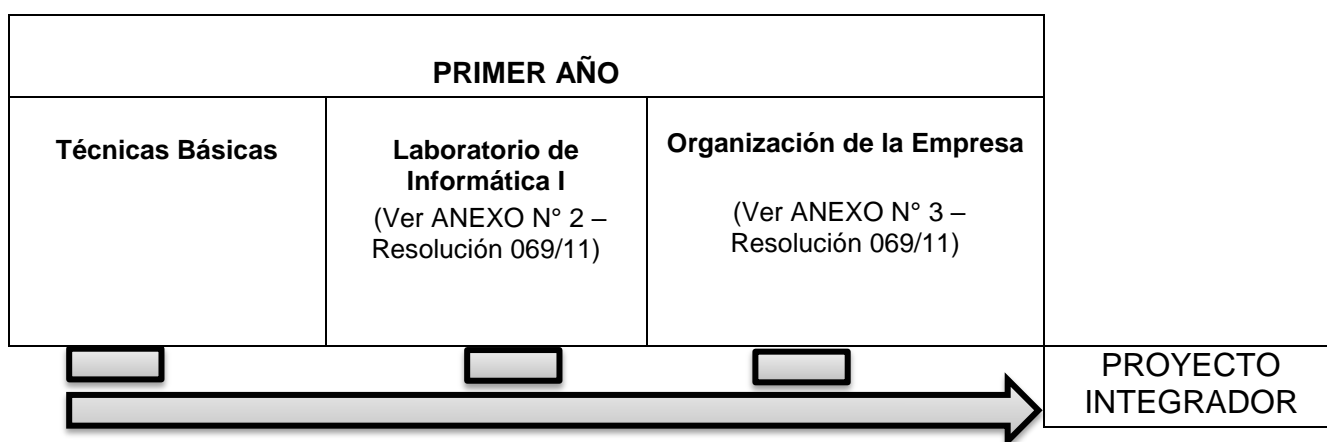 PRIMER AÑO
Técnicas Básicas
Laboratorio de
Informática I
(Ver ANEXO N° 2 –
Resolución 069/11)
Organización de la Empresa
(Ver ANEXO N° 3 –
Resolución 069/11)
PROYECTO
INTEGRADOR